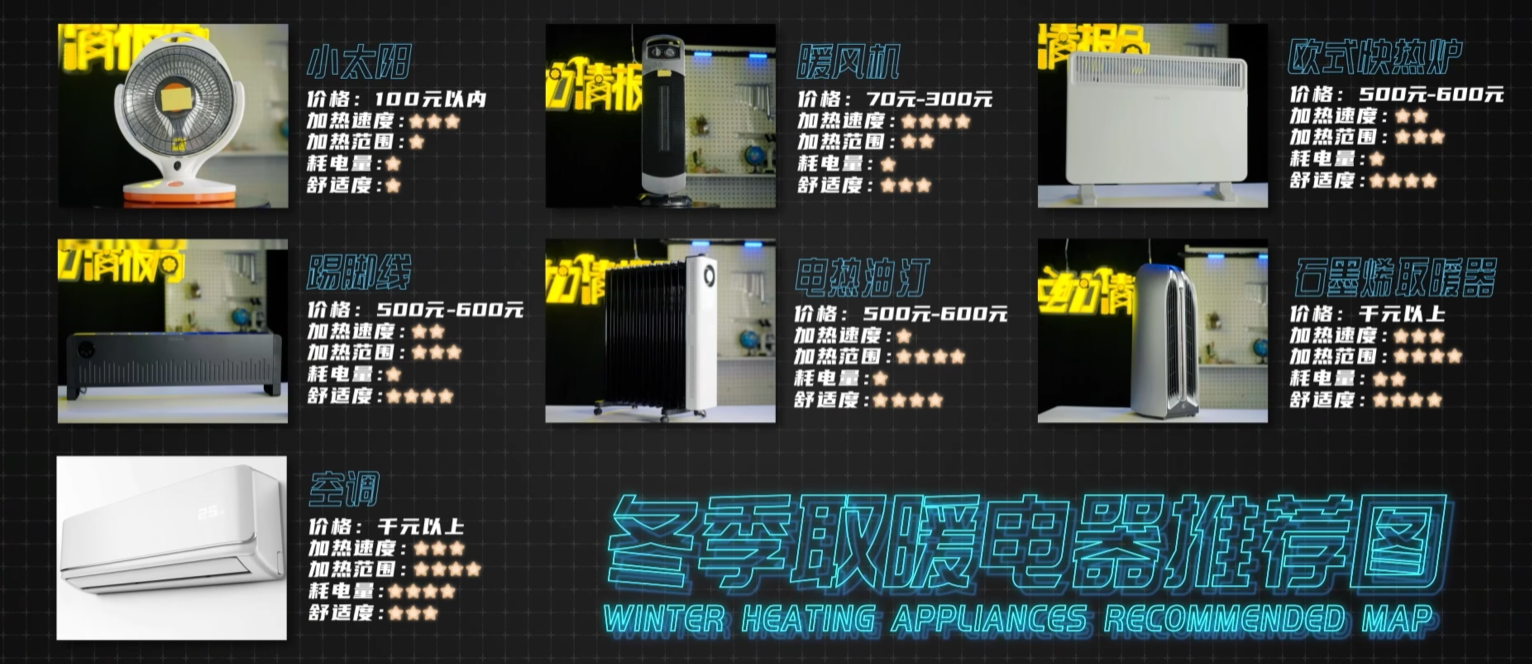 小太阳
价格：100元以内
加热速度：★★★
加热范围：★
耗电量：★
舒适度：★
暖风机
价格：70元-300元
加热速度：★★★★
加热范围：★★
耗电量：★
舒适度：★★★
欧式快热炉
价格：500元-600元
加热速度：★★
加热范围：★★★
耗电量：★
舒适度：★★★★
踢脚线
价格：500元-600元
加热速度：★★
加热范围：★★★
耗电量：★
舒适度：★★★★
电热油汀
价格：500元-600元
加热速度：★
加热范围：★★★★
耗电量：★
舒适度：★★★★
石墨烯取暖器
价格：千元以上
加热速度：★★★
加热范围：★★★★
耗电量：★★
舒适度：★★★★
空调
价格：千元以上
加热速度：★★★
加热范围：★★★★
耗电量：★★★★
舒适度：★★★
冬季取暖电器推荐图
WINTER HEATING APPLIANCES RECOMMENDED MAP